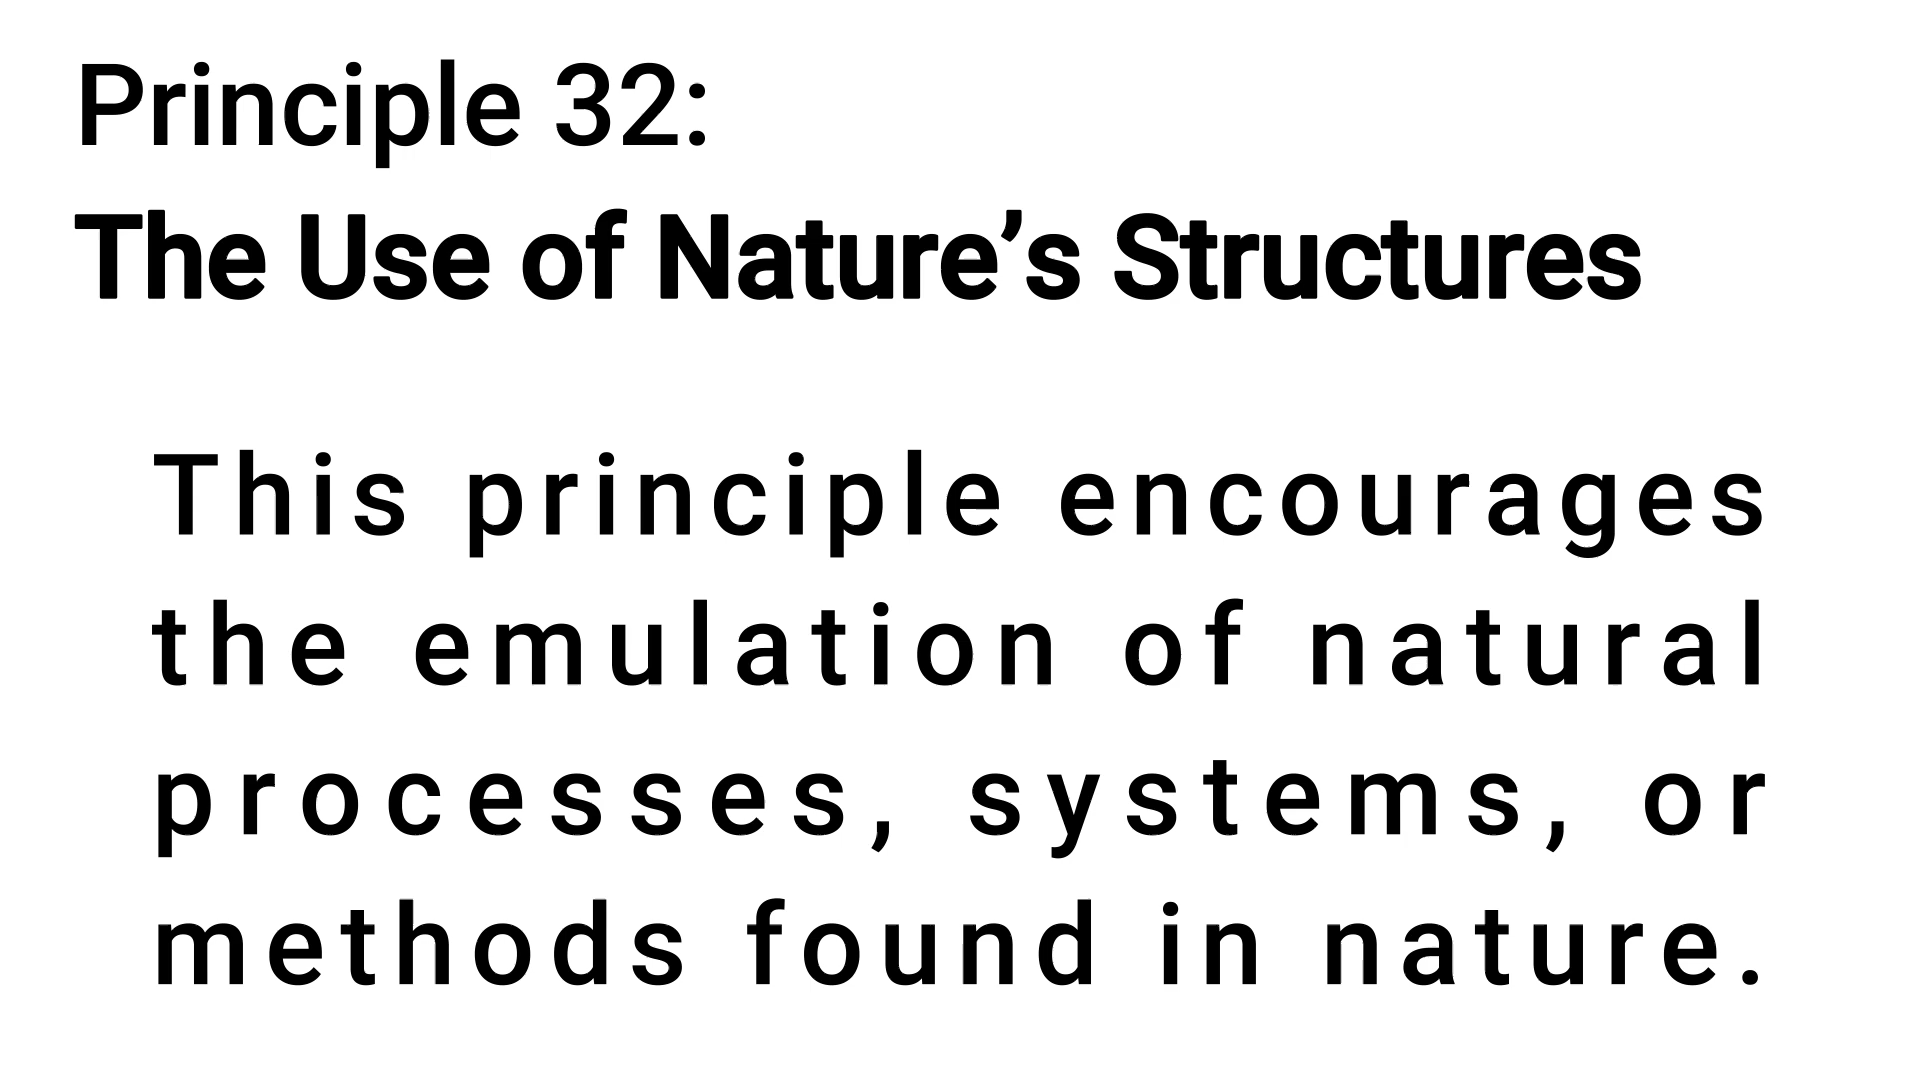 Principle 32:
The Use of Nature’s Structures
This principle encourages
the emulation of natural
processes, systems, or
methods found in nature.